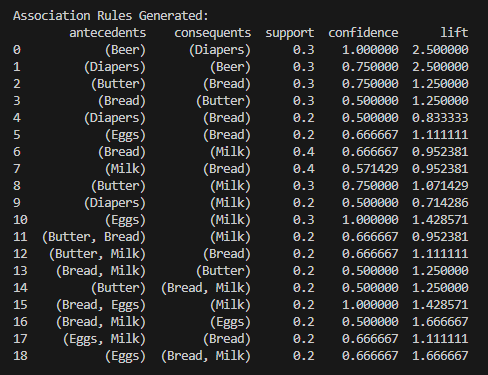 Association Rules Generated:
antecedents consequents support confidence lift
0 (Beer) (Diapers) 0.3 1.000000 2.500000
1 (Diapers) (Beer) 0.3 0.750000 2.500000
2 (Butter) (Bread) 0.3 0.750000 1.250000
3 (Bread) (Butter) 0.3 0.500000 1.250000
4 (Diapers) (Bread) 0.2 0.500000 0.833333
5 (Eggs) (Bread) 0.2 0.666667 1.111111
6 (Bread) (Milk) 0.4 0.666667 0.952381
7 (Milk) (Bread) 0.4 0.571429 0.952381
8 (Butter) (Milk) 0.3 0.750000 1.071429
9 (Diapers) (Milk) 0.2 0.500000 0.714286
10 (Eggs) (Milk) 0.3 1.000000 1.428571
11 (Butter, Bread) (Milk) 0.2 0.666667 0.952381
12 (Butter, Milk) (Bread) 0.2 0.666667 1.111111
13 (Bread, Milk) (Butter) 0.2 0.500000 1.250000
14 (Butter) (Bread, Milk) 0.2 0.500000 1.250000
15 (Bread, Eggs) (Milk) 0.2 1.000000 1.428571
16 (Bread, Milk) (Eggs) 0.2 0.500000 1.666667
17 (Eggs, Milk) (Bread) 0.2 0.666667 1.111111
18 (Eggs) (Bread, Milk) 0.2 0.666667 1.666667